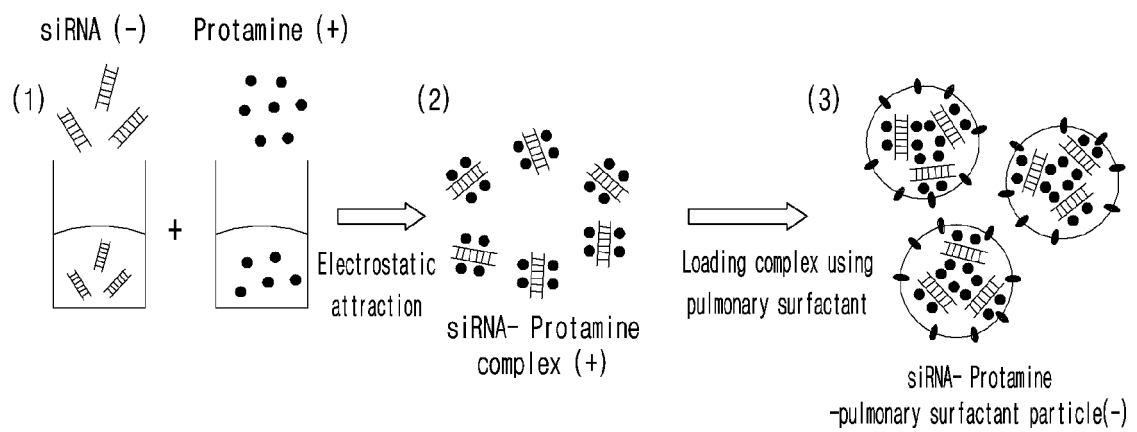 siRNA (-)
Protamine (+)
(1)
(2)
(3)
+
Electrostatic
attraction
siRNA- Protamine
complex (+)
Loading complex using
pulmonary surfactant
siRNA- Protamine
-pulmonary surfactant particle(-)